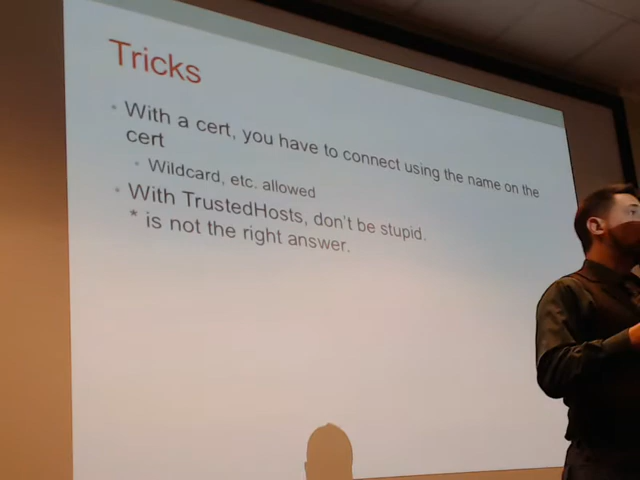 Tricks
• With a cert, you have to connect using the name on the
cert
• Wildcard, etc. allowed
• With TrustedHosts, don't be stupid.
* is not the right answer.